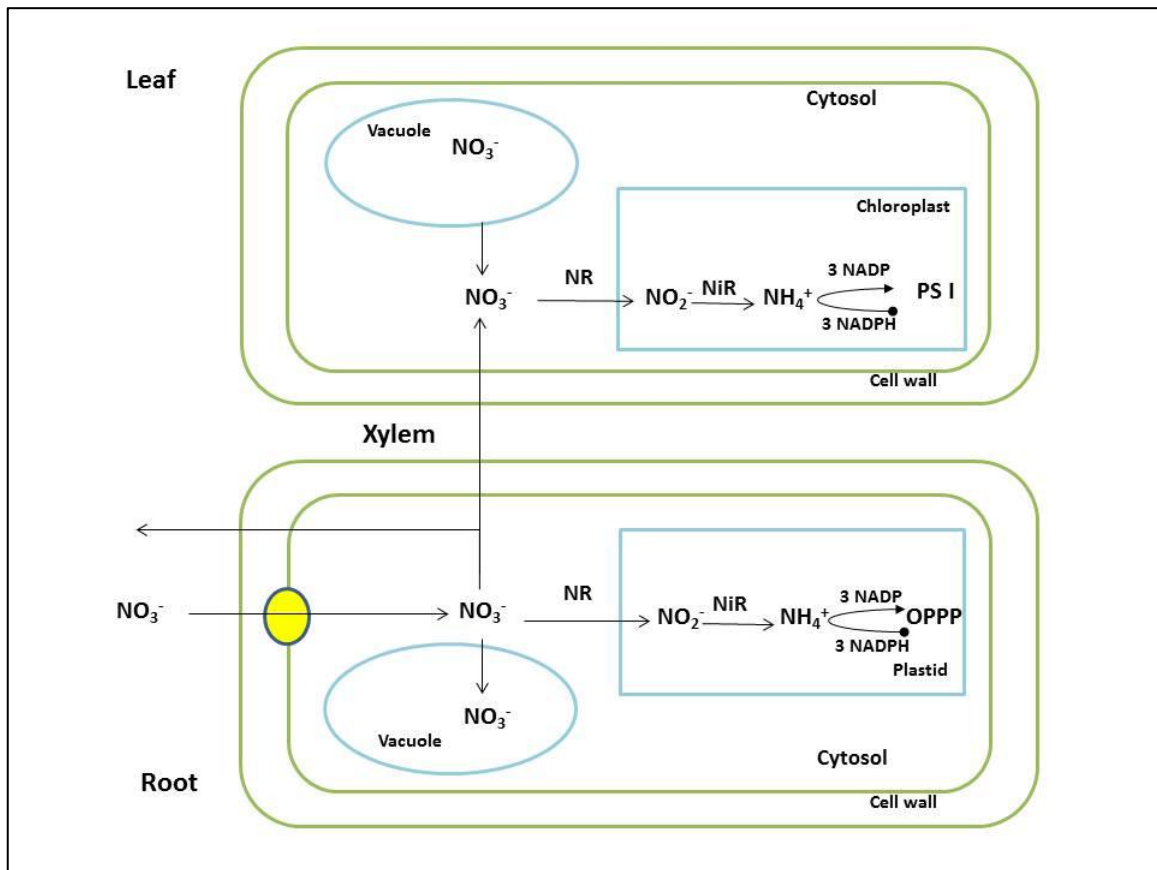 Leaf
Cytosol
Vacuole
NO₃⁻
Chloroplast
NO₃⁻
NR
NO₂⁻
NiR
NH₄⁺
3 NADP
3 NADPH
PS I
Cell wall
Xylem
NO₃⁻
NO₃⁻
NR
NO₂⁻
NiR
NH₄⁺
3 NADP
3 NADPH
OPPP
Plastid
NO₃⁻
Vacuole
Cytosol
Root
Cell wall